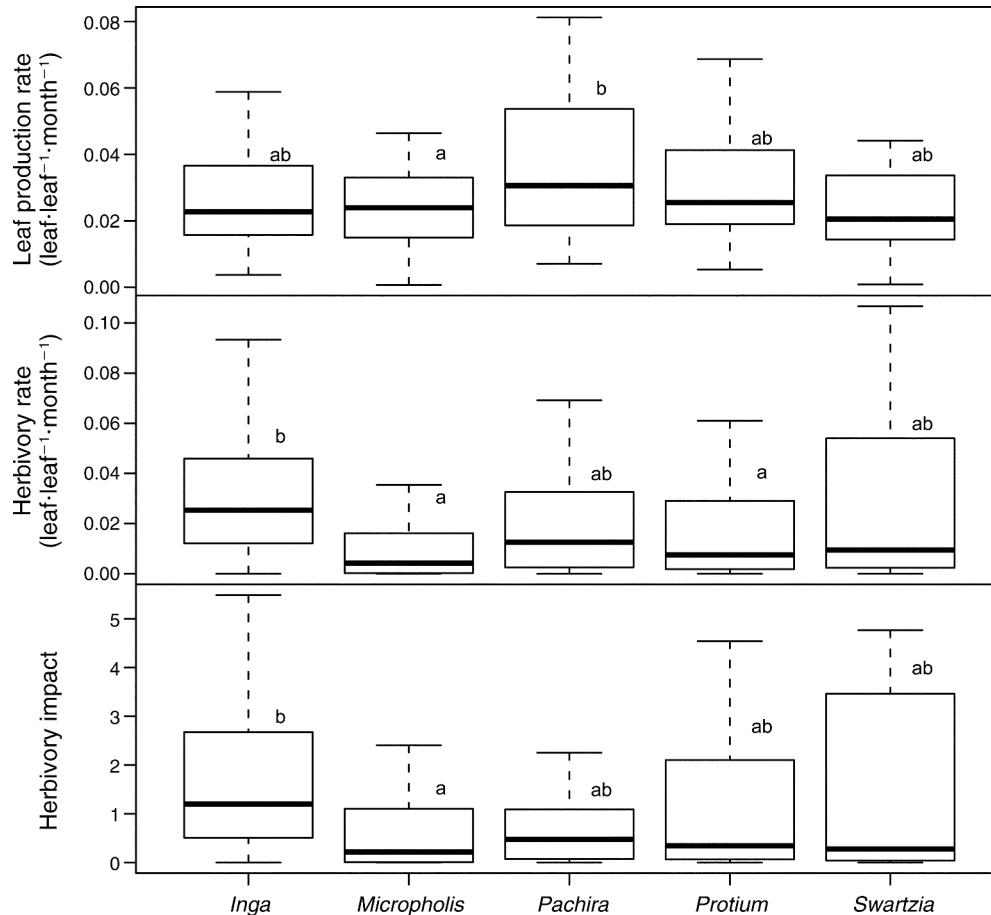 Leaf production rate
(leaf·leaf⁻¹·month⁻¹)
0.08
0.06
0.04
0.02
0.00
ab
a
b
ab
ab
Herbivory rate
(leaf·leaf⁻¹·month⁻¹)
0.10
0.08
0.06
0.04
0.02
0.00
b
a
ab
a
ab
Herbivory impact
5
4
3
2
1
0
b
a
ab
ab
ab
Inga Micropholis Pachira Protium Swartzia